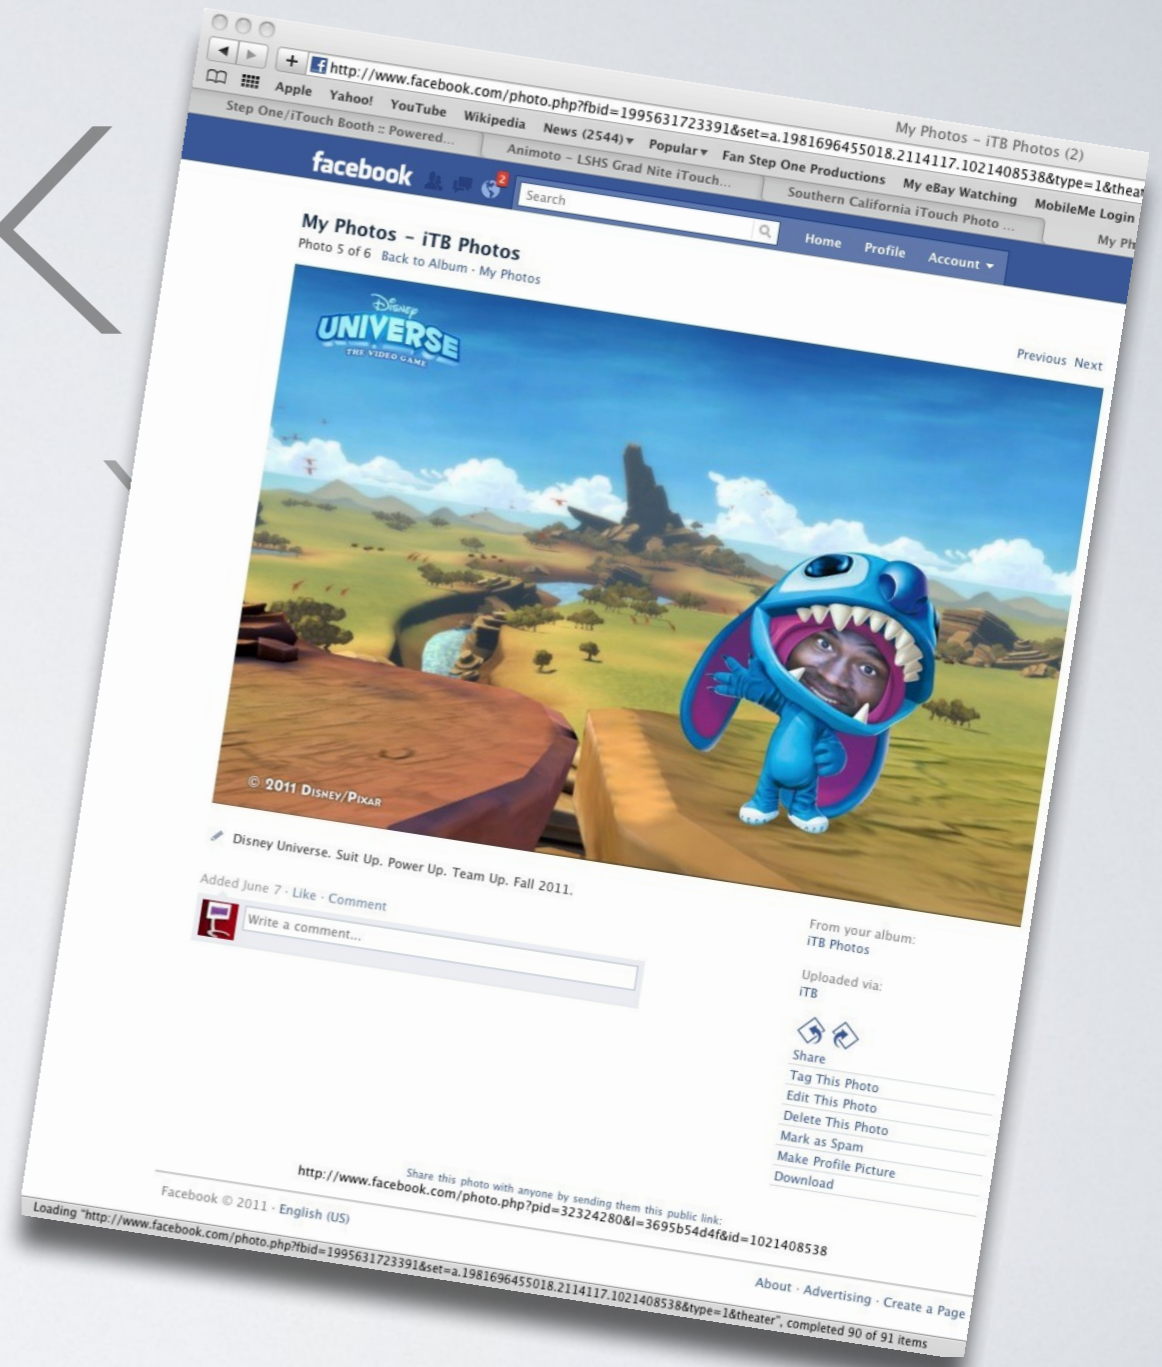 My Photos – iTB Photos (2)
http://www.facebook.com/photo.php?fbid=1995631723391&set=a.1981696455018.2114117.1021408538&type=1&theat
Apple Yahoo! YouTube Wikipedia News (2544) Popular Fan Step One Productions My eBay Watching MobileMe Login
Step One/iTouch Booth :: Powered... Animoto – LSHS Grad Nite iTouch... Southern California iTouch Photo ... My Ph
facebook 2 Search Home Profile Account
My Photos – iTB Photos
Photo 5 of 6 Back to Album · My Photos
Previous Next
Disney
UNIVERSE
THE VIDEO GAME
© 2011 Disney/Pixar
Disney Universe. Suit Up. Power Up. Team Up. Fall 2011.
Added June 7 · Like · Comment
Write a comment...
From your album:
iTB Photos
Uploaded via:
iTB
Share
Tag This Photo
Edit This Photo
Delete This Photo
Mark as Spam
Make Profile Picture
Download
Share this photo with anyone by sending them this public link:
http://www.facebook.com/photo.php?pid=32324280&l=3695b54d4f&id=1021408538
Facebook © 2011 · English (US)
About · Advertising · Create a Page
Loading "http://www.facebook.com/photo.php?fbid=1995631723391&set=a.1981696455018.2114117.1021408538&type=1&theater", completed 90 of 91 items